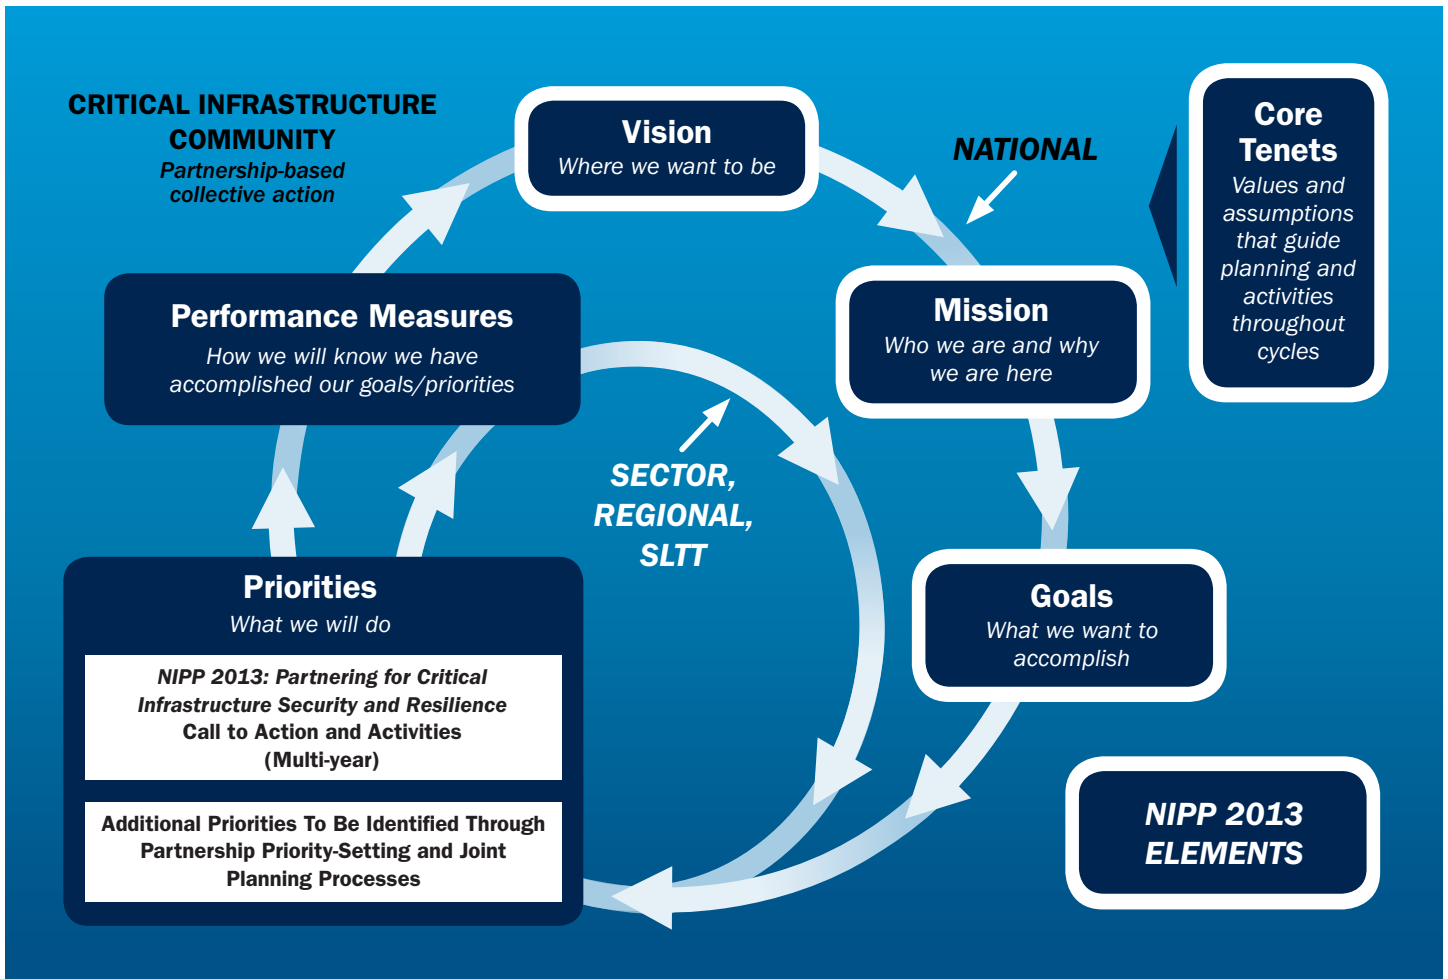 CRITICAL INFRASTRUCTURE
COMMUNITY
Partnership-based
collective action
Vision
Where we want to be
NATIONAL
Core
Tenets
Values and
assumptions
that guide
planning and
activities
throughout
cycles
Performance Measures
How we will know we have
accomplished our goals/priorities
Mission
Who we are and why
we are here
SECTOR,
REGIONAL,
SLTT
Priorities
What we will do
NIPP 2013: Partnering for Critical
Infrastructure Security and Resilience
Call to Action and Activities
(Multi-year)
Additional Priorities To Be Identified Through
Partnership Priority-Setting and Joint
Planning Processes
Goals
What we want to
accomplish
NIPP 2013
ELEMENTS